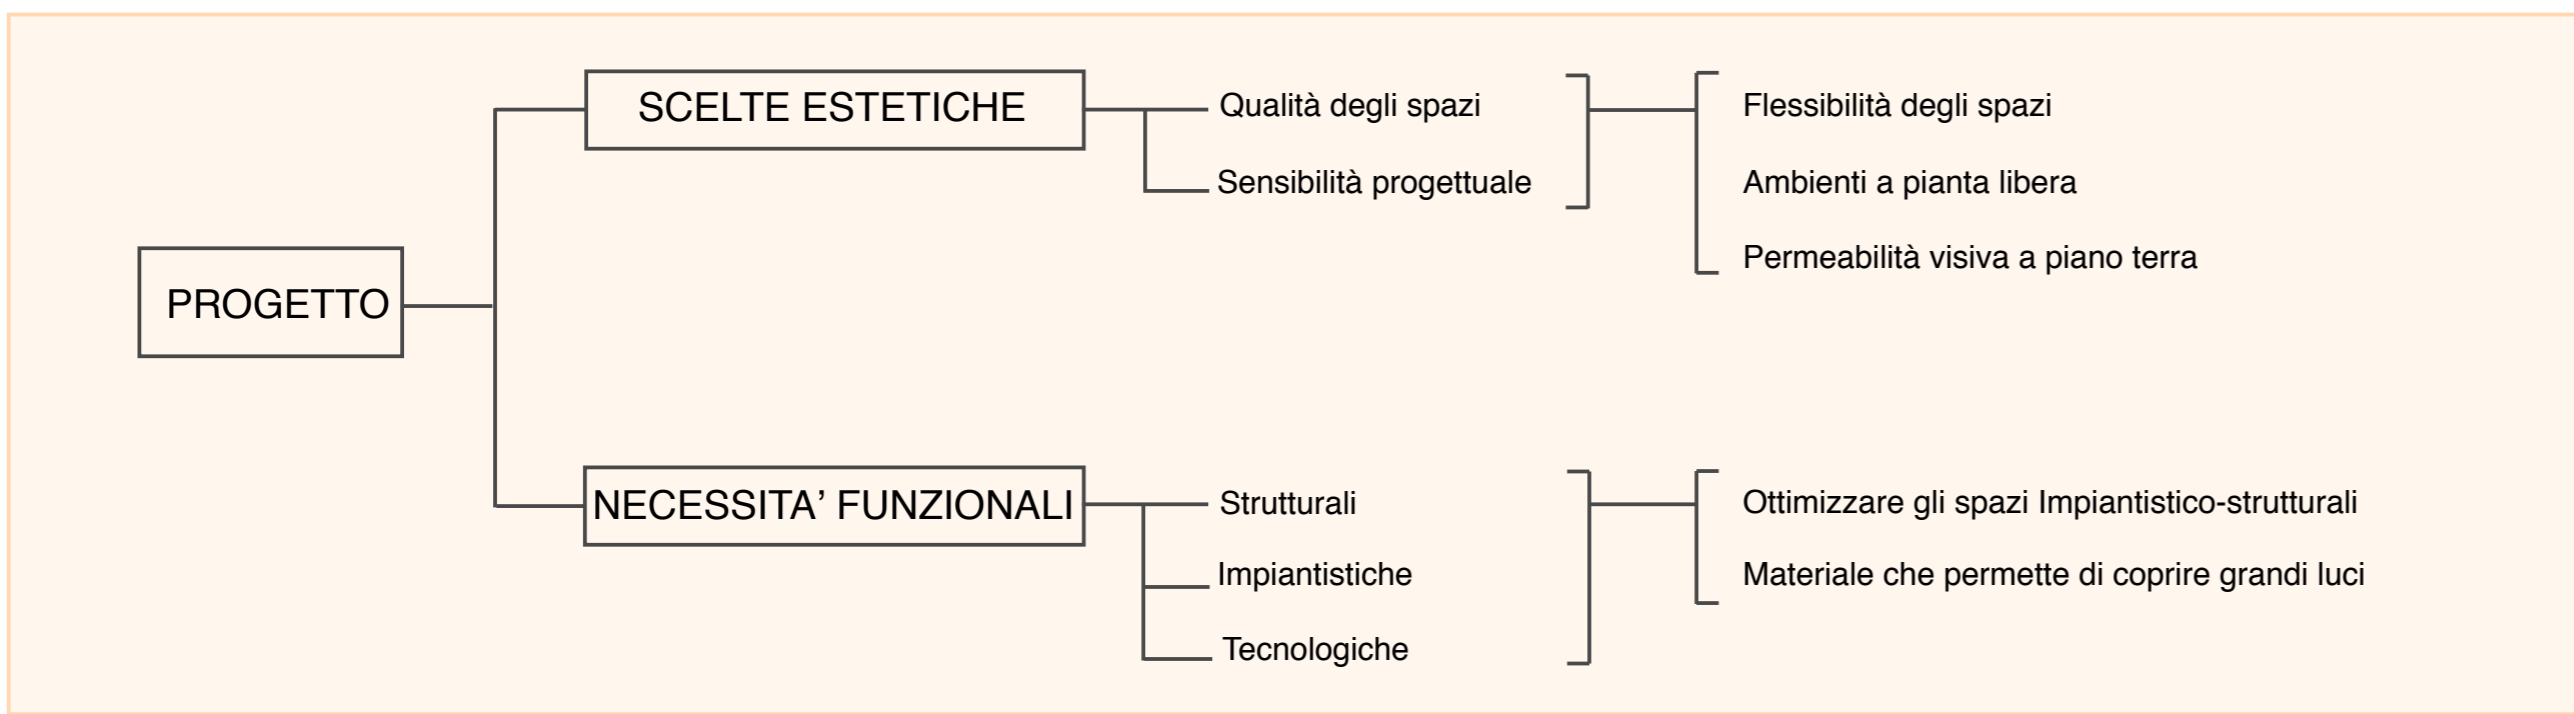 PROGETTO
SCELTE ESTETICHE
Qualità degli spazi
Sensibilità progettuale
Flessibilità degli spazi
Ambienti a pianta libera
Permeabilità visiva a piano terra
NECESSITA’ FUNZIONALI
Strutturali
Impiantistiche
Tecnologiche
Ottimizzare gli spazi Impiantistico-strutturali
Materiale che permette di coprire grandi luci